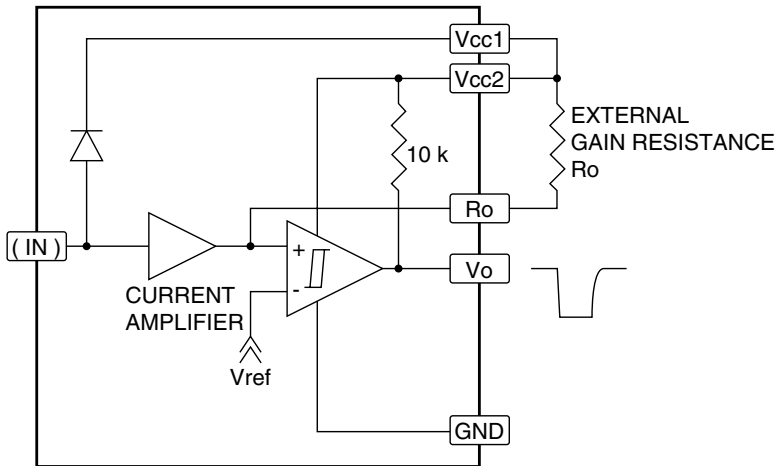 Vcc1
Vcc2
EXTERNAL
GAIN RESISTANCE
Ro
10 k
Ro
( IN )
+
-
Vo
CURRENT
AMPLIFIER
Vref
GND